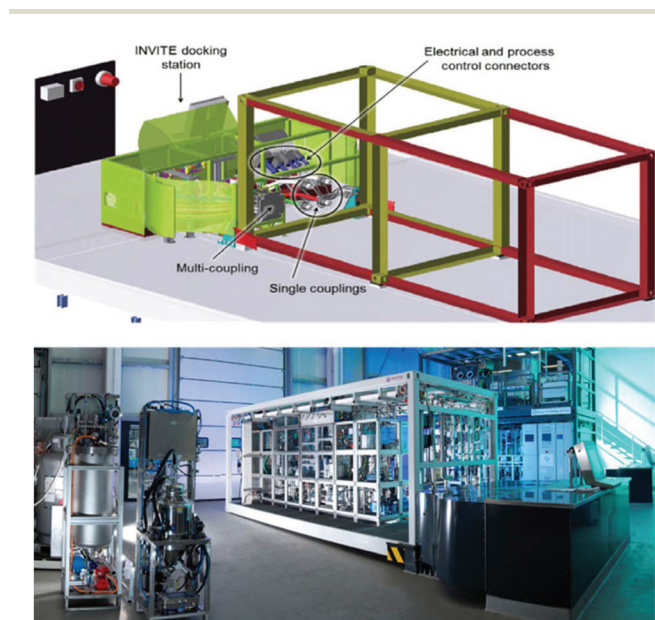 INVITE docking
station
Electrical and process
control connectors
Multi-coupling
Single couplings